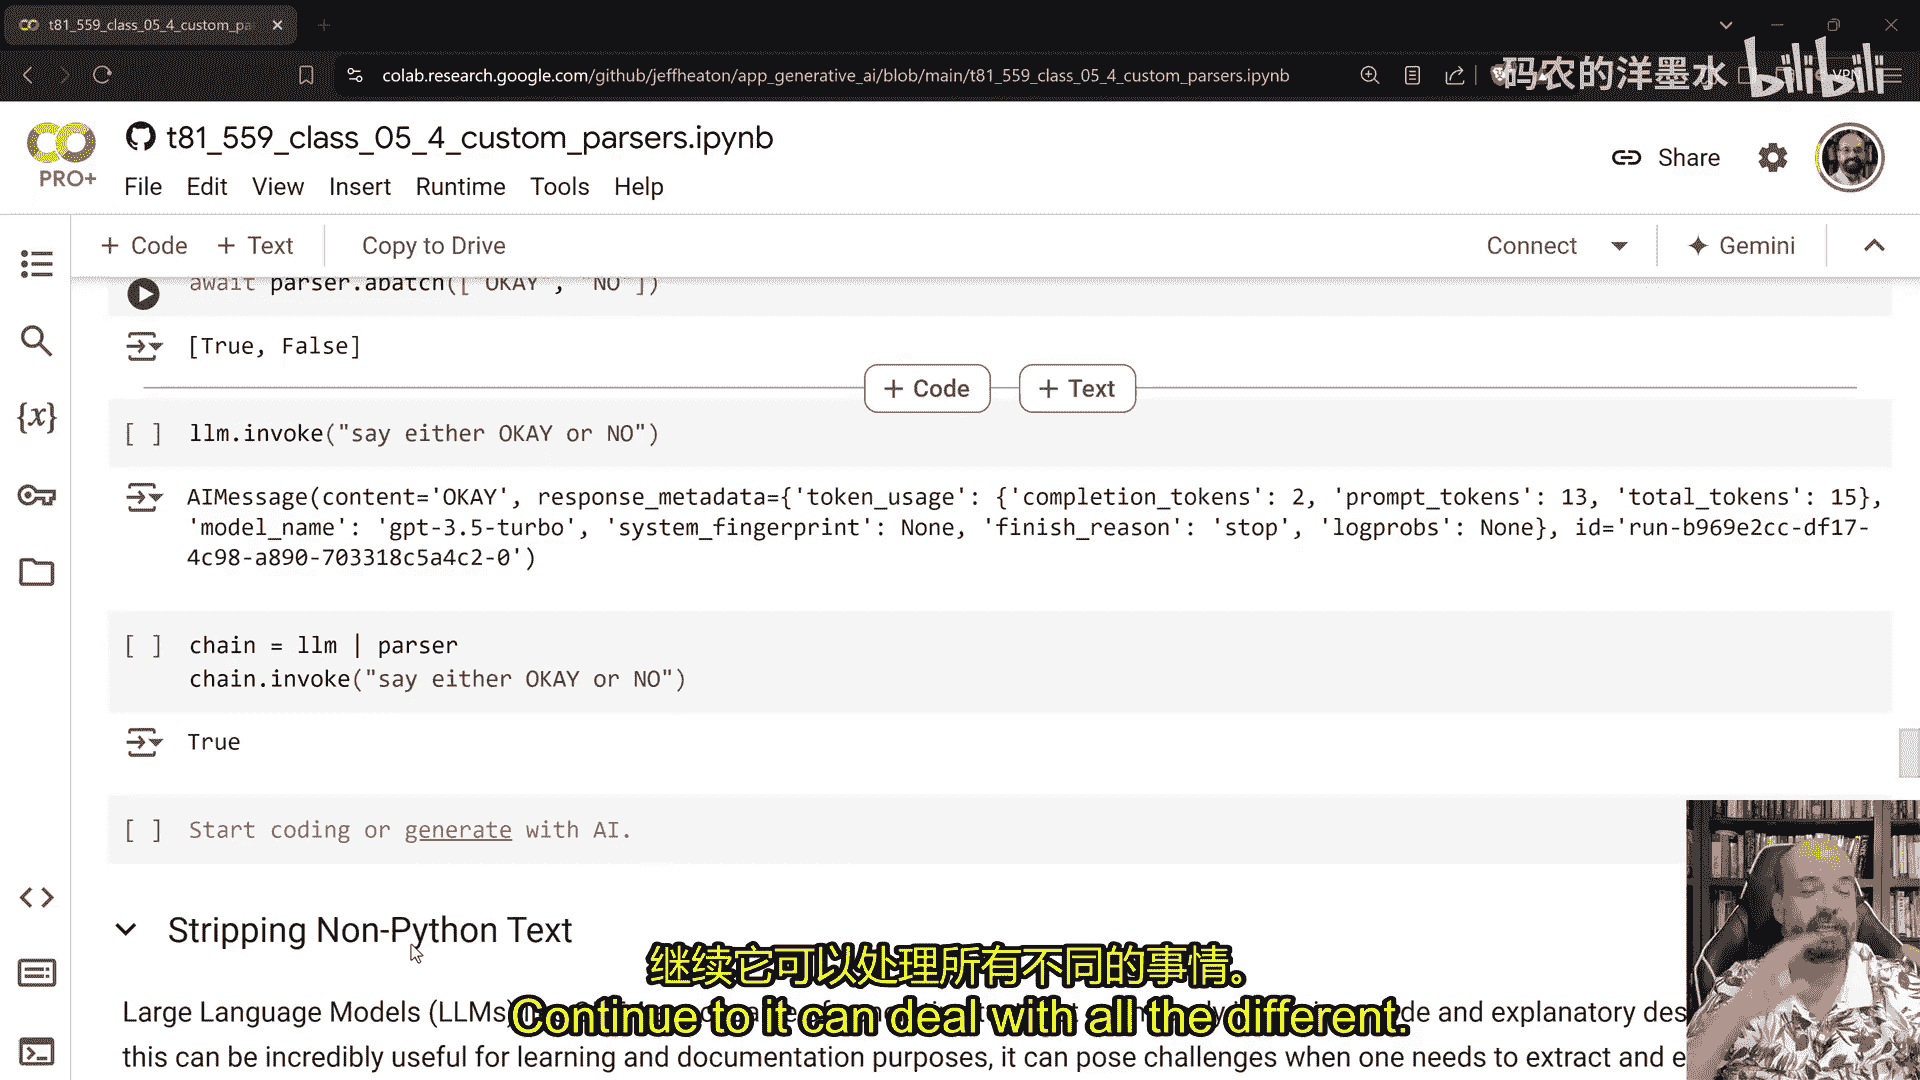 t81_559_class_05_4_custom_pa
colab.research.google.com/github/jeffheaton/app_generative_ai/blob/main/t81_559_class_05_4_custom_parsers.ipynb
码农的洋墨水 bilibili
VPN
t81_559_class_05_4_custom_parsers.ipynb
PRO+
File Edit View Insert Runtime Tools Help
Share
+ Code + Text Copy to Drive
Connect Gemini
await parser.abatch(["OKAY", "NO"])
[True, False]
+ Code + Text
[ ] llm.invoke("say either OKAY or NO")
AIMessage(content='OKAY', response_metadata={'token_usage': {'completion_tokens': 2, 'prompt_tokens': 13, 'total_tokens': 15},
'model_name': 'gpt-3.5-turbo', 'system_fingerprint': None, 'finish_reason': 'stop', 'logprobs': None}, id='run-b969e2cc-df17-
4c98-a890-703318c5a4c2-0')
[ ] chain = llm | parser
chain.invoke("say either OKAY or NO")
True
[ ] Start coding or generate with AI.
Stripping Non-Python Text
继续它可以处理所有不同的事情。
Large Language Models (LLMs) and explanatory
Continue to it can deal with all the different.
this can be incredibly useful for learning and documentation purposes, it can pose challenges when one needs to extract and